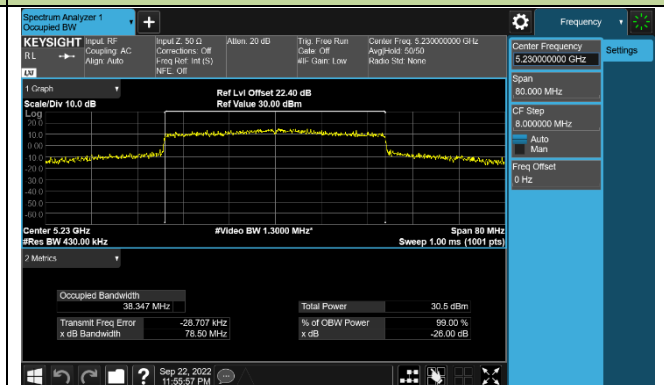 Spectrum Analyzer 1
Occupied BW
+
Frequency
KEYSIGHT
RL
LXI
Input: RF
Coupling: AC
Align: Auto
Input Z: 50 Ω
Corrections: Off
Freq Ref: Int (S)
NFE: Off
Atten: 20 dB
Trig: Free Run
Gate: Off
#IF Gain: Low
Center Freq: 5.230000000 GHz
Avg|Hold: 50/50
Radio Std: None
Center Frequency
5.230000000 GHz
Settings
Span
80.000 MHz
CF Step
8.000000 MHz
Auto
Man
Freq Offset
0 Hz
1 Graph
Scale/Div 10.0 dB
Ref Lvl Offset 22.40 dB
Ref Value 30.00 dBm
Log
20.0
10.0
0.00
-10.0
-20.0
-30.0
-40.0
-50.0
-60.0
Center 5.23 GHz
#Video BW 1.3000 MHz*
Span 80 MHz
#Res BW 430.00 kHz
Sweep 1.00 ms (1001 pts)
2 Metrics
Occupied Bandwidth
38.347 MHz
Total Power 30.5 dBm
Transmit Freq Error -28.707 kHz
% of OBW Power 99.00 %
x dB Bandwidth 78.50 MHz
x dB -26.00 dB
?
Sep 22, 2022
11:55:57 PM